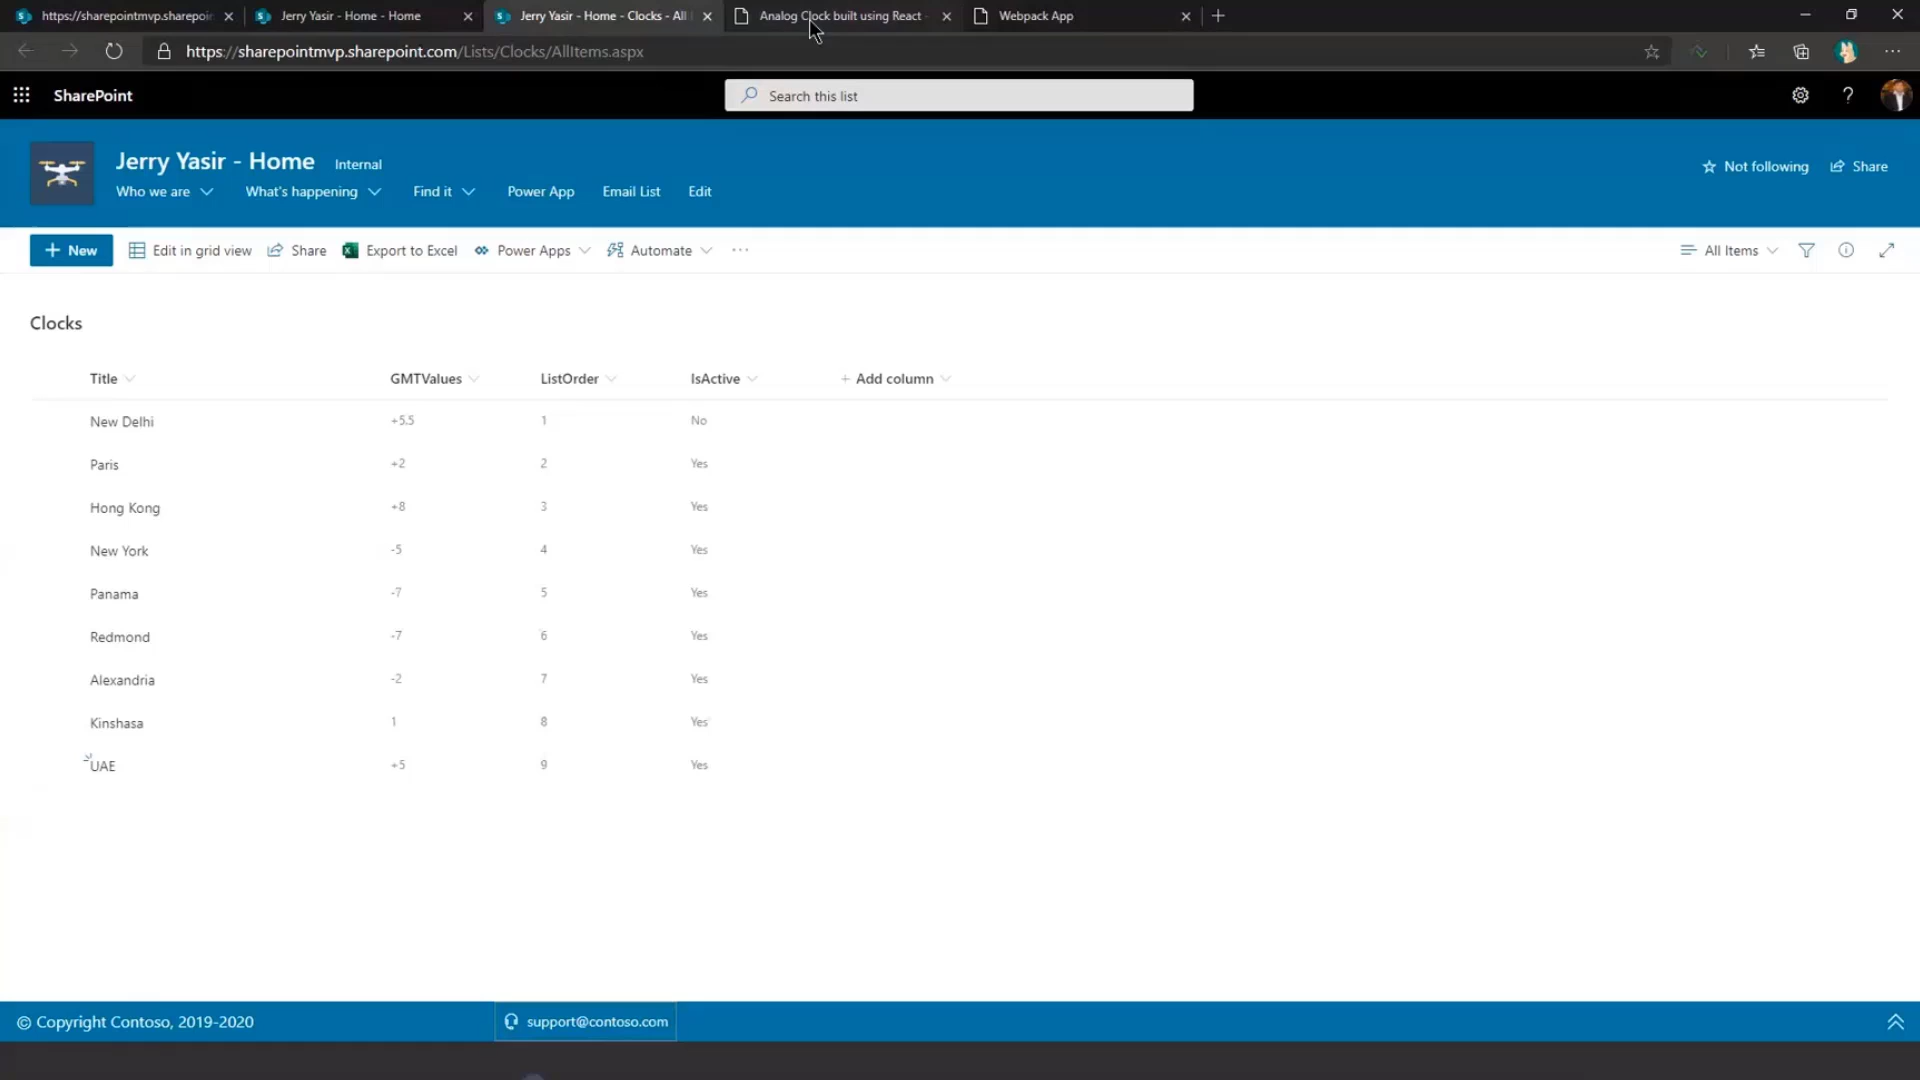 https://sharepointmvp.sharepoi
Jerry Yasir - Home - Home
Jerry Yasir - Home - Clocks - All
Analog Clock built using React -
Webpack App
https://sharepointmvp.sharepoint.com/Lists/Clocks/AllItems.aspx
SharePoint
Search this list
Jerry Yasir - Home Internal
Not following Share
Who we are What's happening Find it Power App Email List Edit
+ New Edit in grid view Share Export to Excel Power Apps Automate ... All Items
Clocks
Title GMTValues ListOrder IsActive + Add column
New Delhi +5.5 1 No
Paris +2 2 Yes
Hong Kong +8 3 Yes
New York -5 4 Yes
Panama -7 5 Yes
Redmond -7 6 Yes
Alexandria -2 7 Yes
Kinshasa 1 8 Yes
UAE +5 9 Yes
© Copyright Contoso, 2019-2020 support@contoso.com